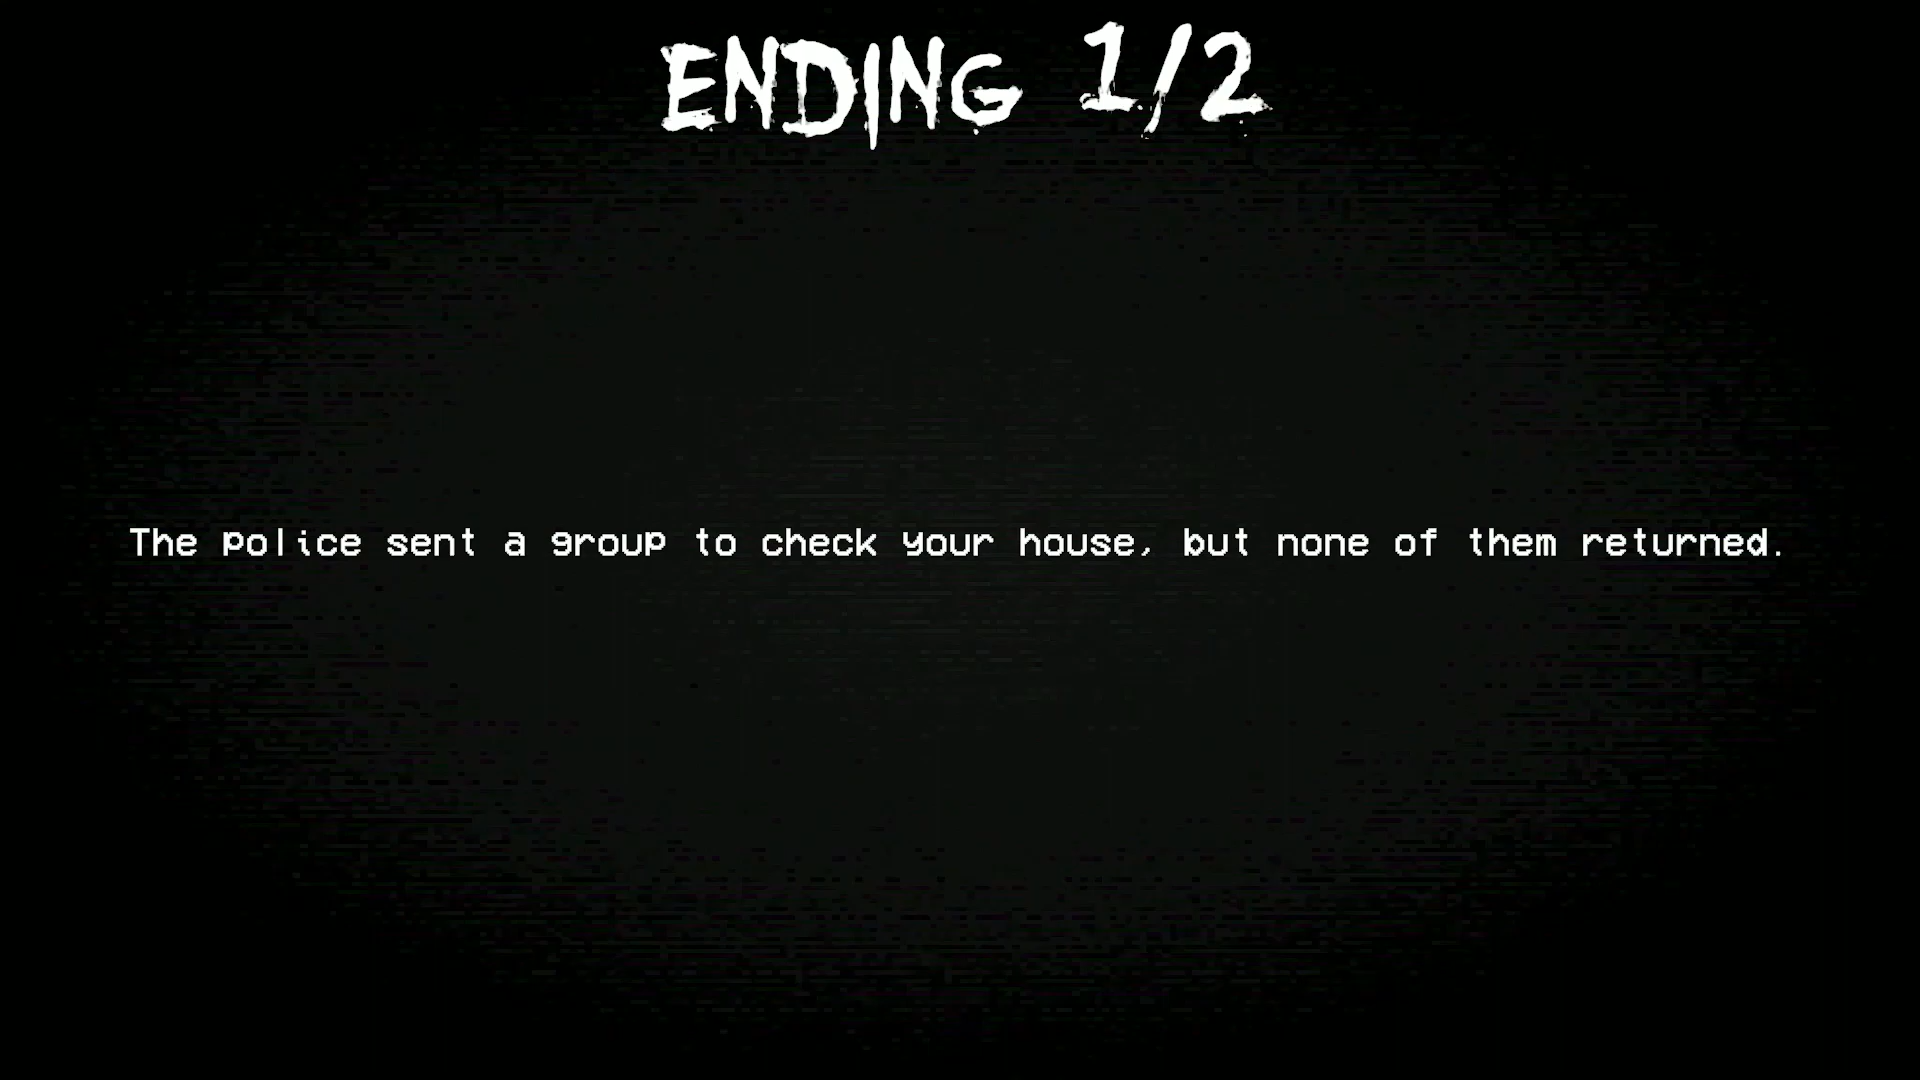 ENDING 1/2
The police sent a group to check your house, but none of them returned.